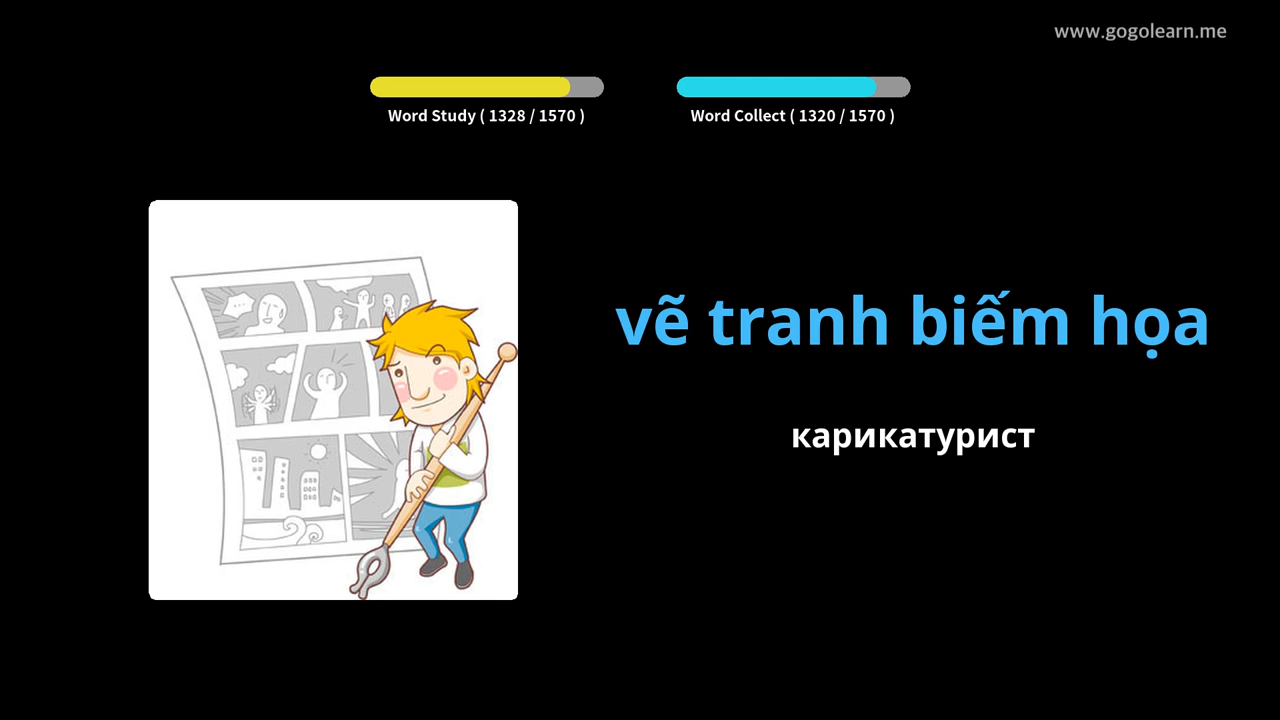 www.gogolearn.me
Word Study ( 1328 / 1570 )
Word Collect ( 1320 / 1570 )
vẽ tranh biếm họa
карикатурист